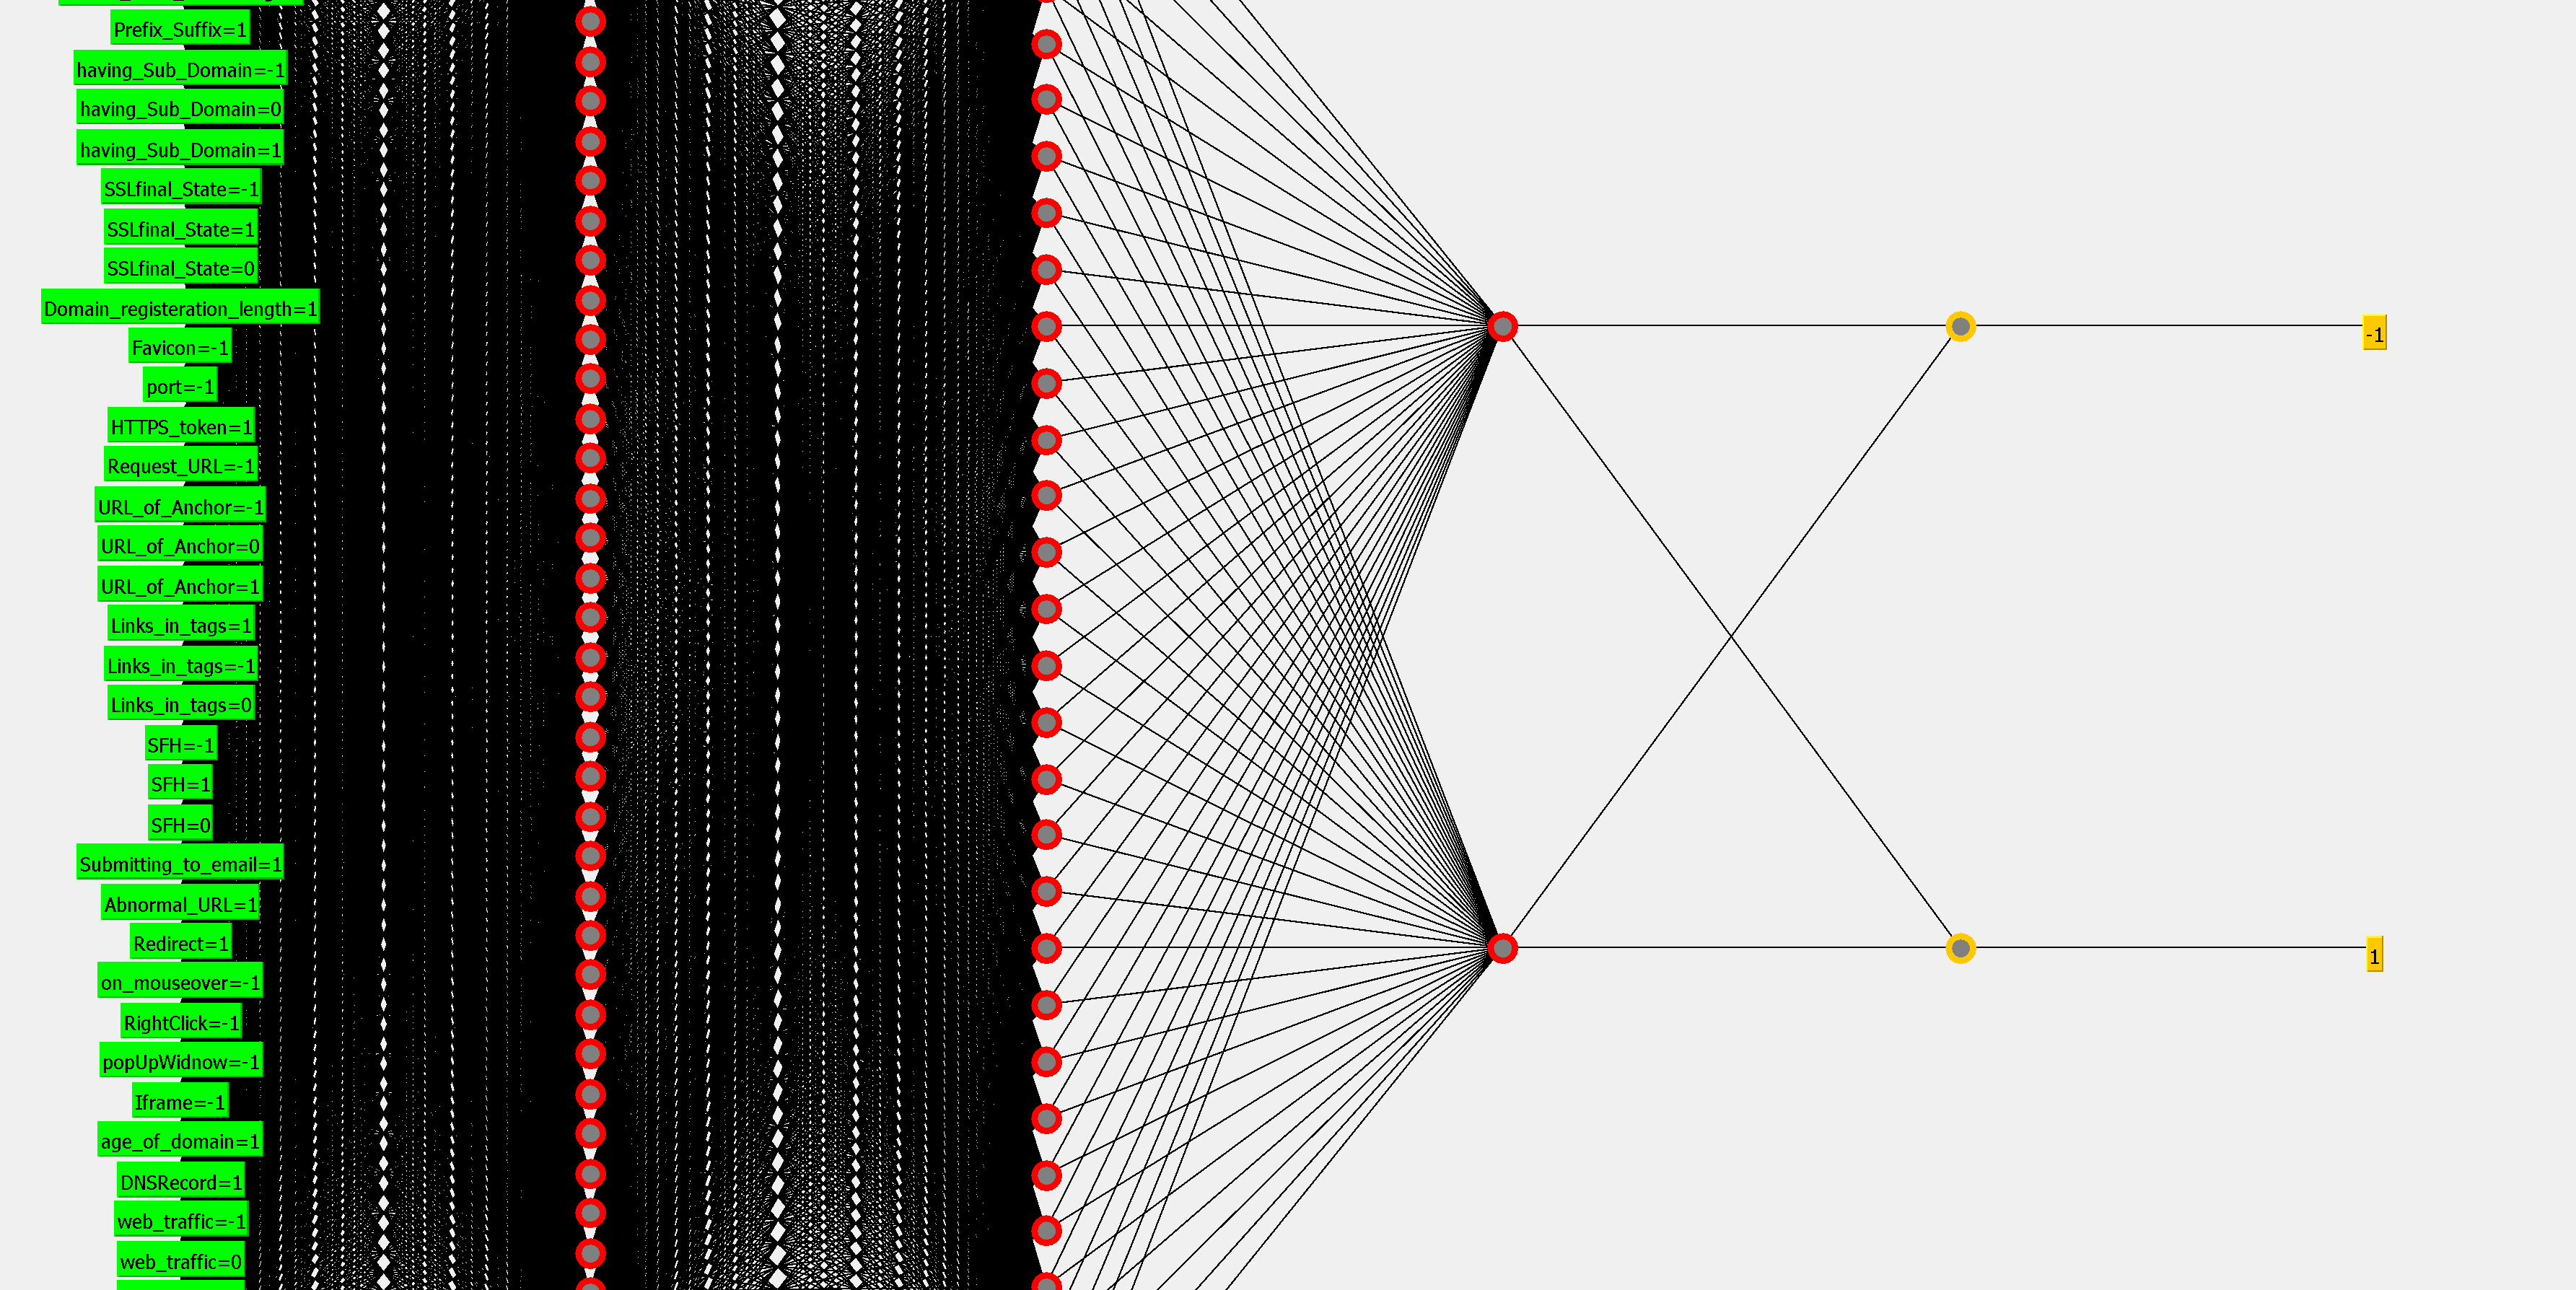 Prefix_Suffix=1
having_Sub_Domain=-1
having_Sub_Domain=0
having_Sub_Domain=1
SSLfinal_State=-1
SSLfinal_State=1
SSLfinal_State=0
Domain_registeration_length=1
Favicon=-1
port=-1
HTTPS_token=1
Request_URL=-1
URL_of_Anchor=-1
URL_of_Anchor=0
URL_of_Anchor=1
Links_in_tags=1
Links_in_tags=-1
Links_in_tags=0
SFH=-1
SFH=1
SFH=0
Submitting_to_email=1
Abnormal_URL=1
Redirect=1
on_mouseover=-1
RightClick=-1
popUpWidnow=-1
Iframe=-1
age_of_domain=1
DNSRecord=1
web_traffic=-1
web_traffic=0
-1
1